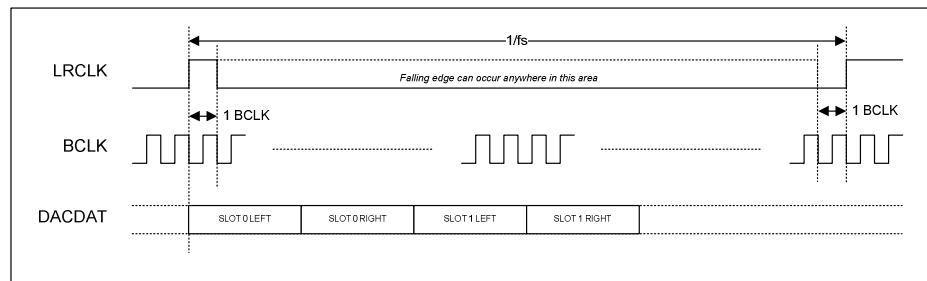 1/fs
LRCLK
Falling edge can occur anywhere in this area
1 BCLK
1 BCLK
BCLK
DACDAT
SLOT 0 LEFT
SLOT 0 RIGHT
SLOT 1 LEFT
SLOT 1 RIGHT